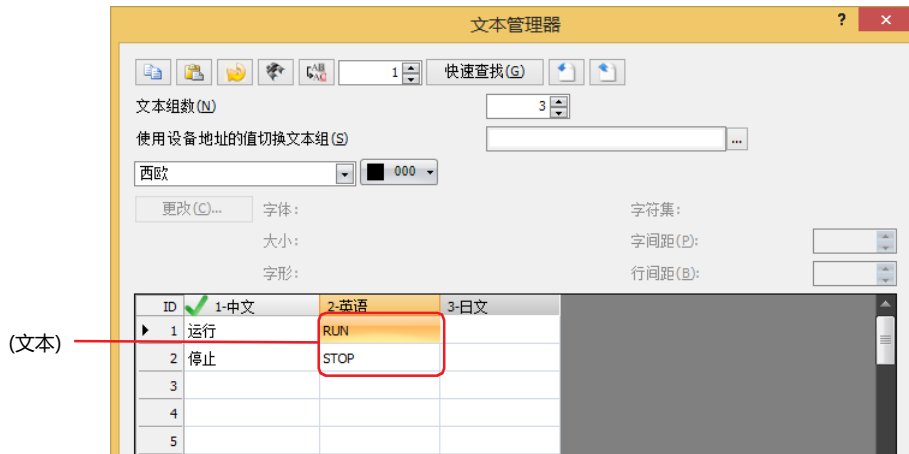 文本管理器
? ×
1 快速查找(G)
文本组数(N) 3
使用设备地址的值切换文本组(S) ...
西欧 000
更改(C)... 字体: 字符集:
大小: 字间距(P):
字形: 行间距(B):
ID 1-中文 2-英语 3-日文
1 运行 RUN
(文本)
2 停止 STOP
3
4
5